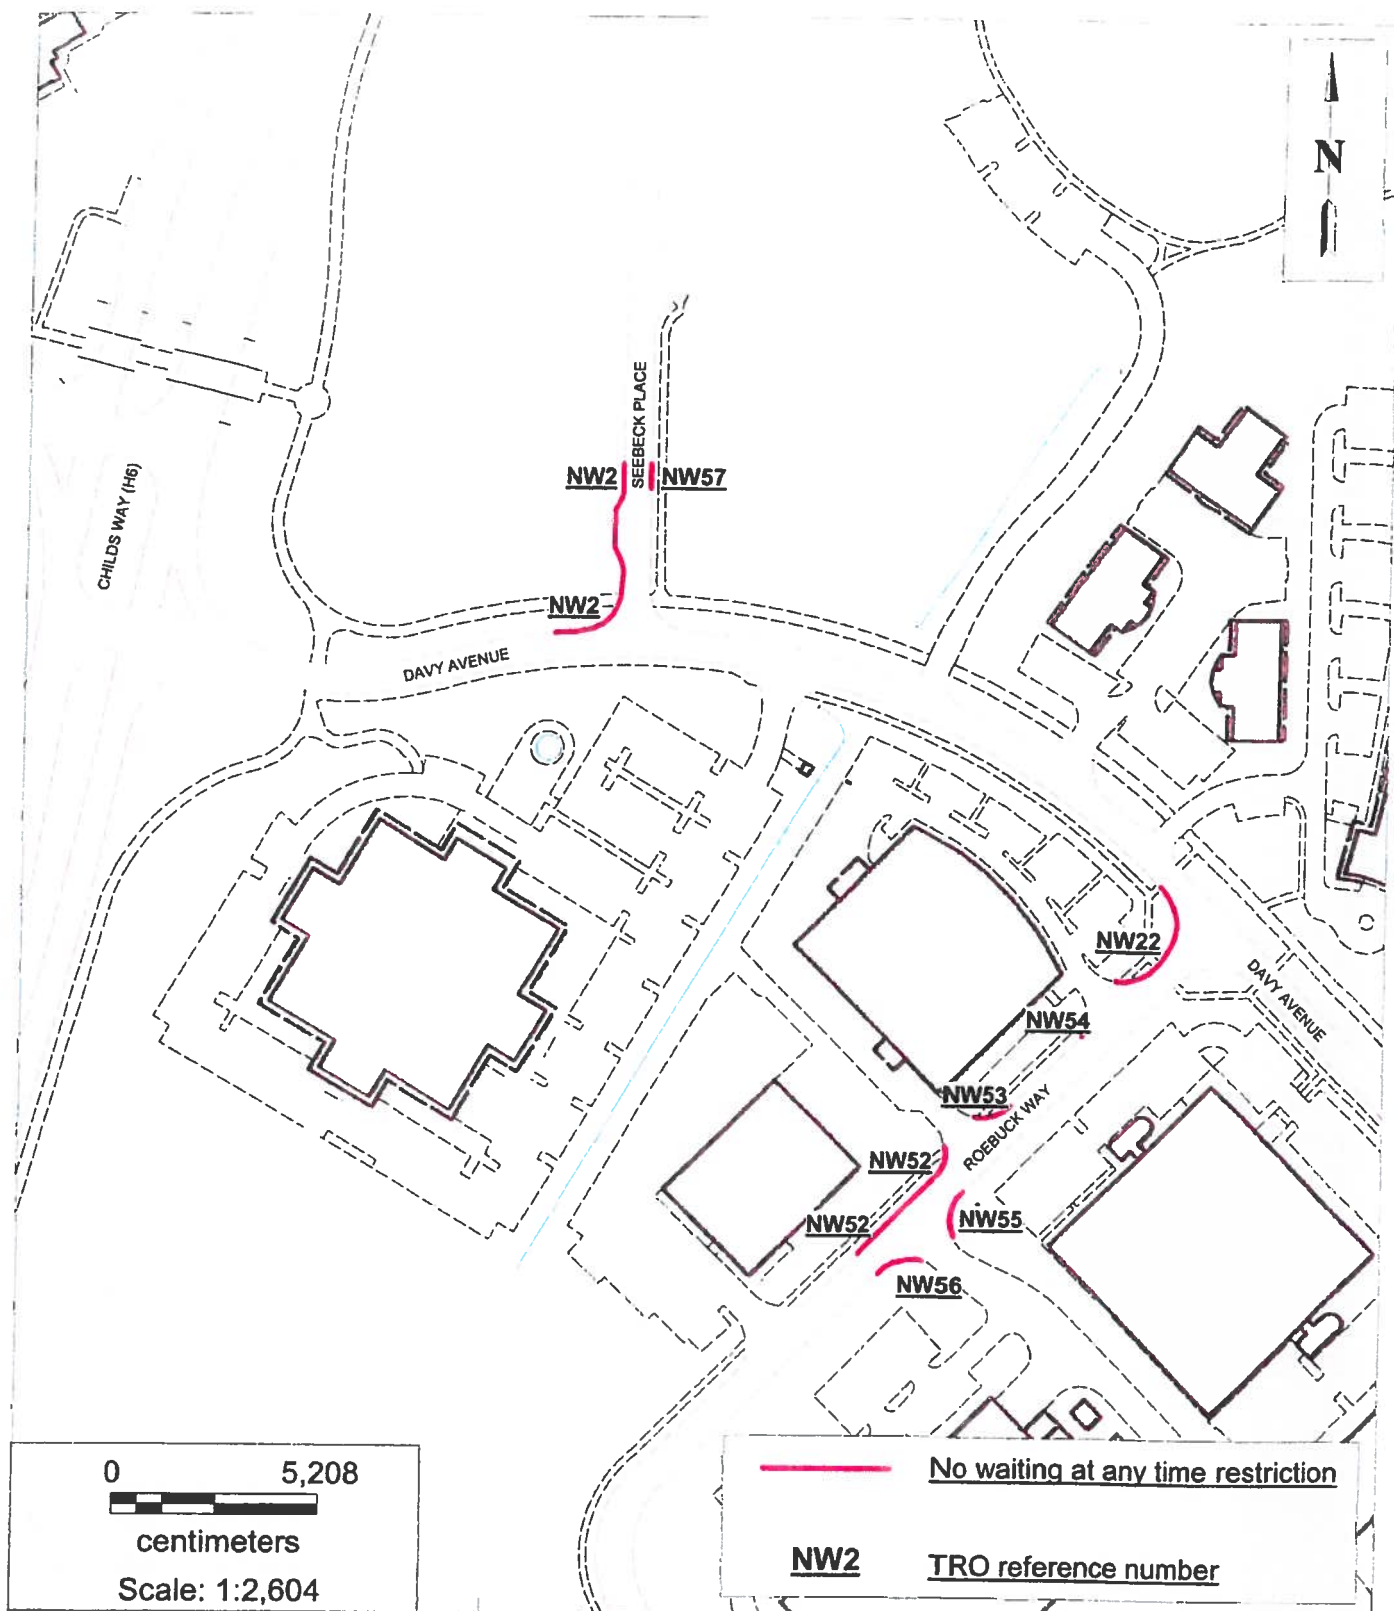 N
SEEBECK PLACE
NW2
NW57
CHILDS WAY (H6)
NW2
DAVY AVENUE
NW22
DAVY AVENUE
NW54
NW53
ROEBUCK WAY
NW52
NW52
NW55
NW56
0 5,208
centimeters
Scale: 1:2,604
No waiting at any time restriction
NW2 TRO reference number